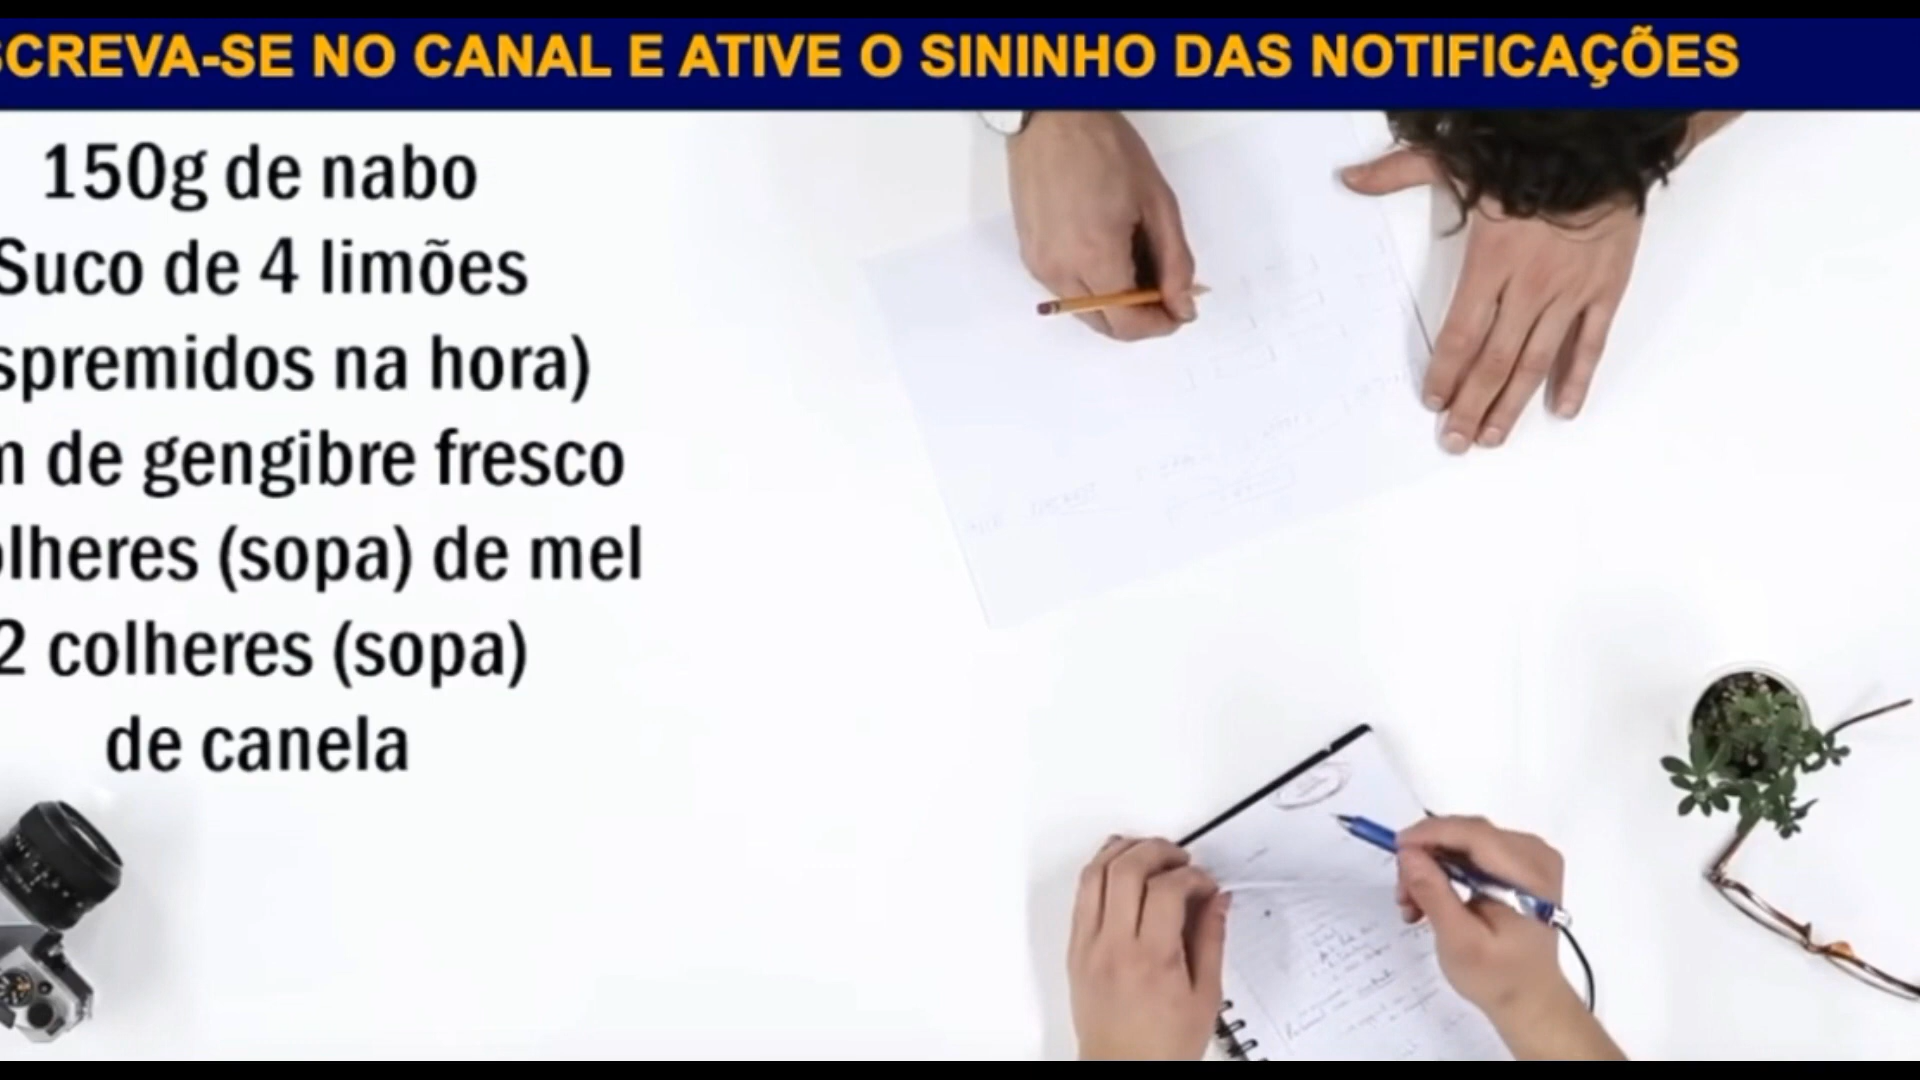 SCREVA-SE NO CANAL E ATIVE O SININHO DAS NOTIFICAÇÕES
150g de nabo
Suco de 4 limões
spremidos na hora)
m de gengibre fresco
olheres (sopa) de mel
2 colheres (sopa)
de canela